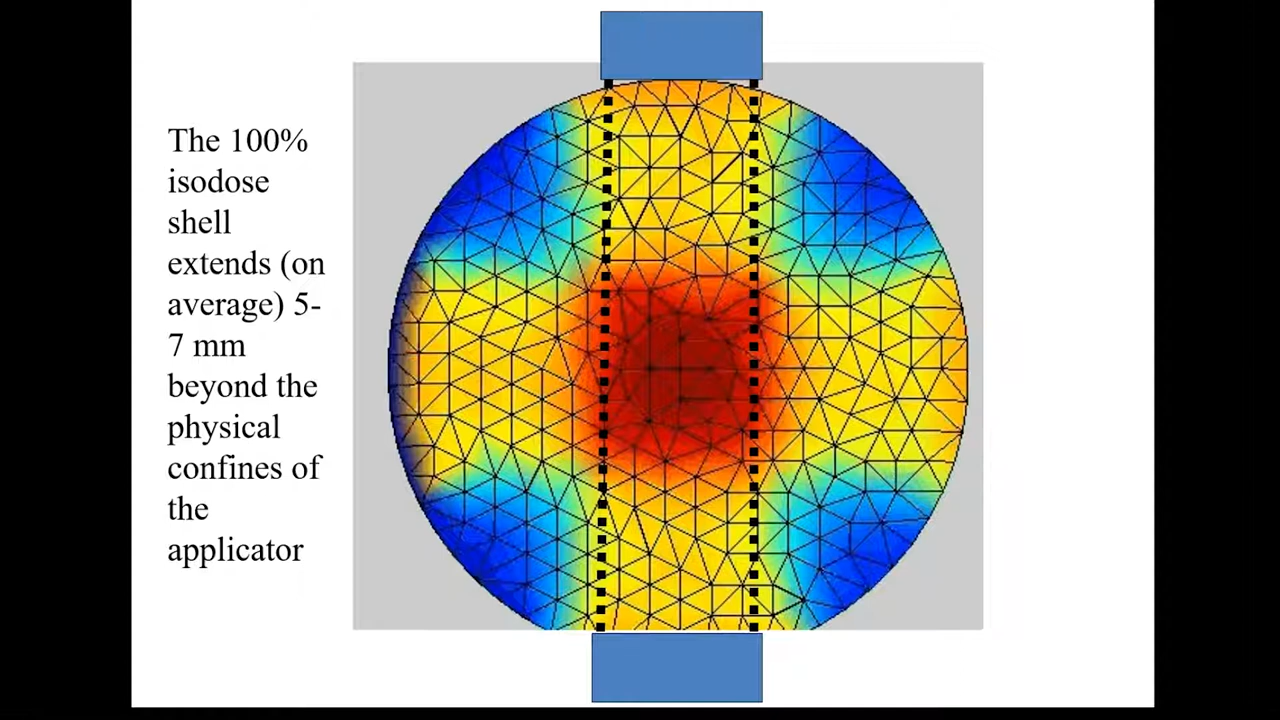 The 100%
isodose
shell
extends (on
average) 5-
7 mm
beyond the
physical
confines of
the
applicator